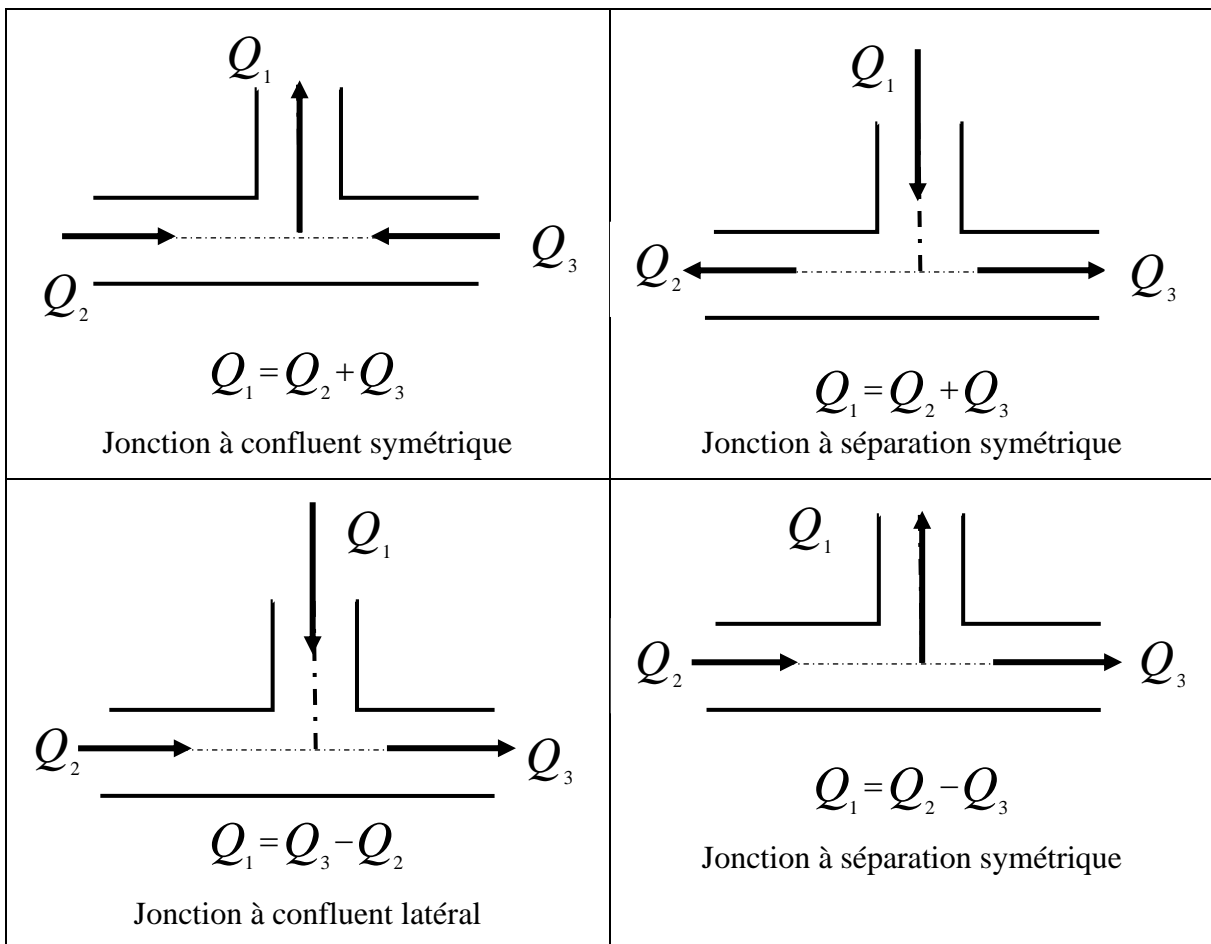 Q₁
Q₂
Q₃
Q₁ = Q₂ + Q₃
Jonction à confluent symétrique
Q₁
Q₂
Q₃
Q₁ = Q₂ + Q₃
Jonction à séparation symétrique
Q₁
Q₂
Q₃
Q₁ = Q₃ − Q₂
Jonction à confluent latéral
Q₁
Q₂
Q₃
Q₁ = Q₂ − Q₃
Jonction à séparation symétrique